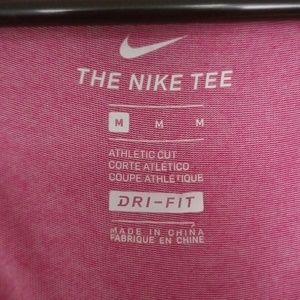 THE NIKE TEE
M M M
ATHLETIC CUT
CORTE ATLÉTICO
COUPE ATHLÉTIQUE
DRI-FIT
MADE IN CHINA
FABRIQUÉ EN CHINE